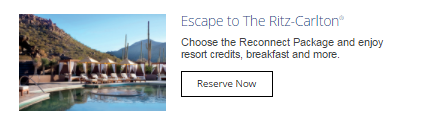 Escape to The Ritz-Carlton®
Choose the Reconnect Package and enjoy
resort credits, breakfast and more.
Reserve Now